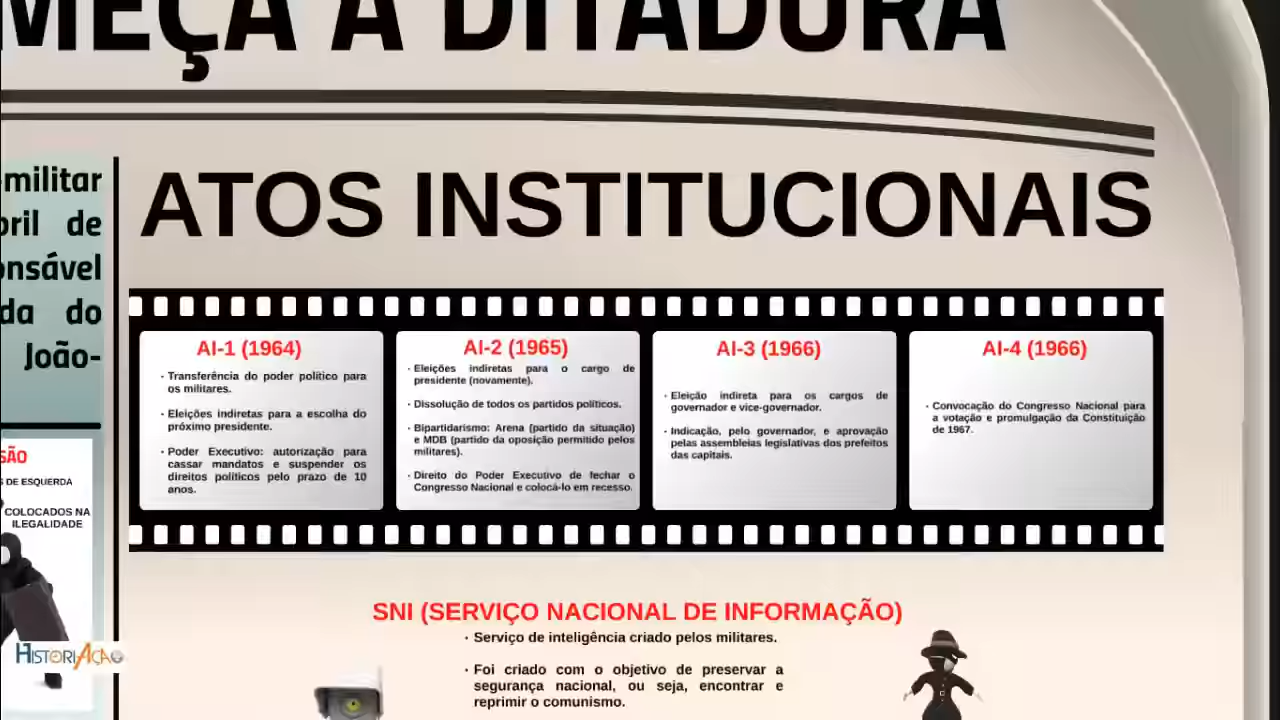 MEÇA A DITADURA
militar
de
da do
João-
SÃO
DE ESQUERDA
COLOCADOS NA
ILEGALIDADE
HISTORIAÇÃO
ATOS INSTITUCIONAIS
AI-1 (1964)
· Transferência do poder político para
os militares.
· Eleições indiretas para a escolha do
próximo presidente.
· Poder Executivo: autorização para
cassar mandatos e suspender os
direitos políticos pelo prazo de 10
anos.
AI-2 (1965)
· Eleições indiretas para o cargo de
presidente (novamente).
· Dissolução de todos os partidos políticos.
· Bipartidarismo: Arena (partido da situação)
e MDB (partido da oposição permitido pelos
militares).
· Direito do Poder Executivo de fechar o
Congresso Nacional e colocá-lo em recesso.
AI-3 (1966)
· Eleição indireta para os cargos de
governador e vice-governador.
· Indicação, pelo governador, e aprovação
pelas assembleias legislativas dos prefeitos
das capitais.
AI-4 (1966)
· Convocação do Congresso Nacional para
a votação e promulgação da Constituição
de 1967.
SNI (SERVIÇO NACIONAL DE INFORMAÇÃO)
· Serviço de inteligência criado pelos militares.
· Foi criado com o objetivo de preservar a
segurança nacional, ou seja, encontrar e
reprimir o comunismo.